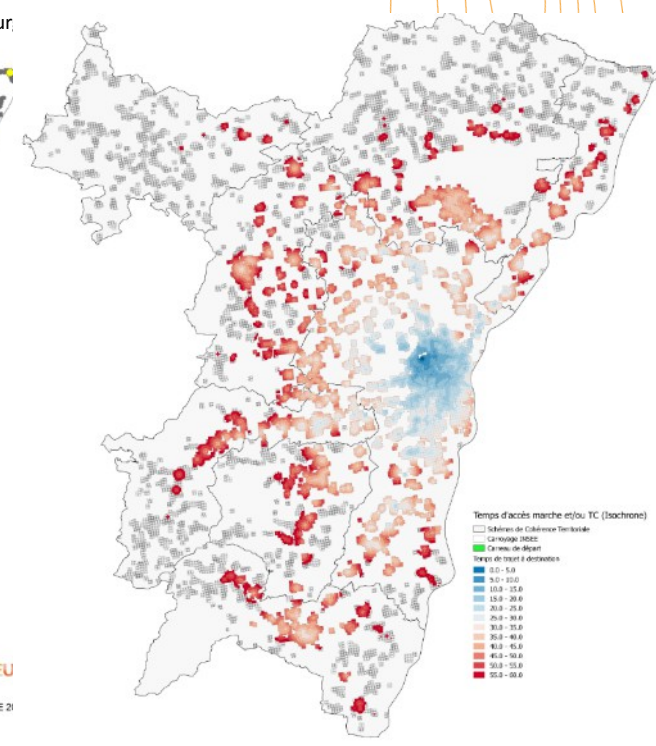 ur,
Temps d'accès marche et/ou TC (Isochrone)
Schémas de Cohérence Territoriale
Carroyage INSEE
Carreau de départ
Temps de trajet à destination
0.0 - 5.0
5.0 - 10.0
10.0 - 15.0
15.0 - 20.0
20.0 - 25.0
25.0 - 30.0
30.0 - 35.0
35.0 - 40.0
40.0 - 45.0
45.0 - 50.0
50.0 - 55.0
55.0 - 60.0
EU
E 20